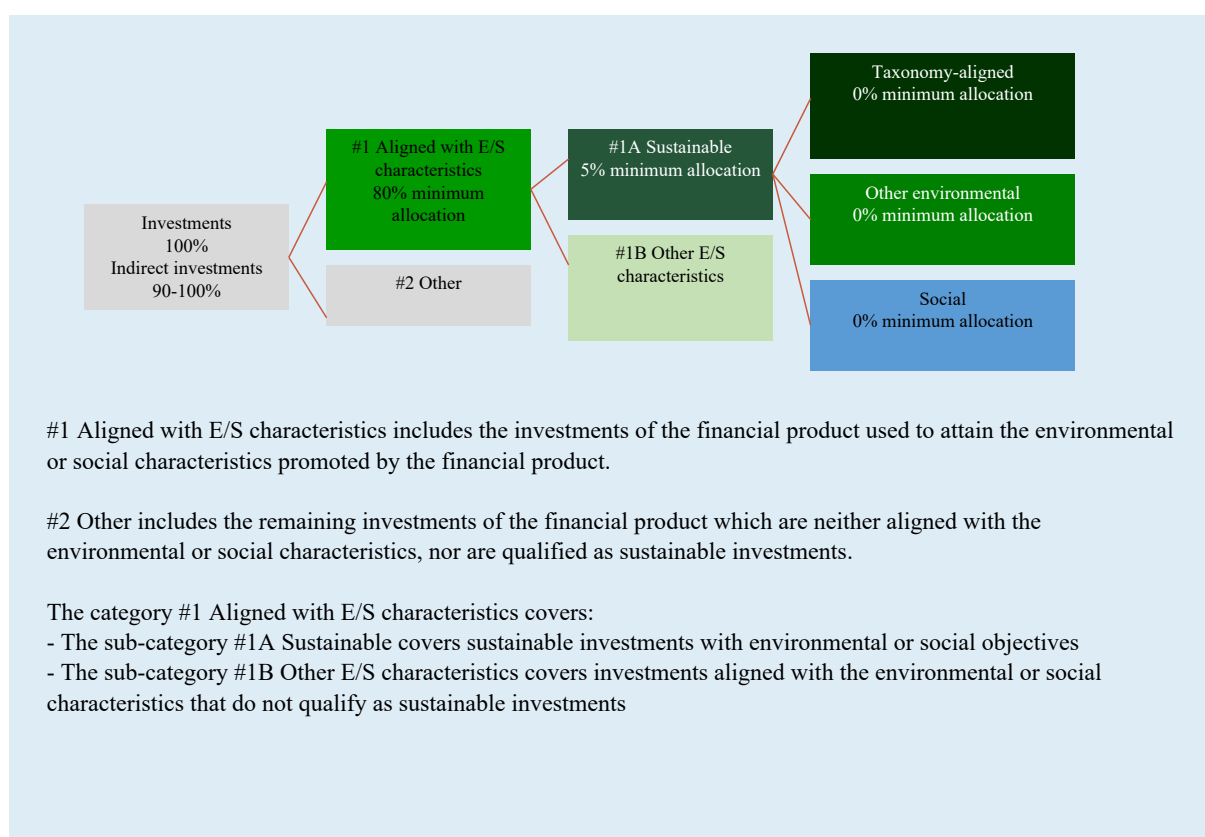 Investments
100%
Indirect investments
90-100%
#1 Aligned with E/S
characteristics
80% minimum
allocation
#2 Other
#1A Sustainable
5% minimum allocation
#1B Other E/S
characteristics
Taxonomy-aligned
0% minimum allocation
Other environmental
0% minimum allocation
Social
0% minimum allocation
#1 Aligned with E/S characteristics includes the investments of the financial product used to attain the environmental
or social characteristics promoted by the financial product.
#2 Other includes the remaining investments of the financial product which are neither aligned with the
environmental or social characteristics, nor are qualified as sustainable investments.
The category #1 Aligned with E/S characteristics covers:
- The sub-category #1A Sustainable covers sustainable investments with environmental or social objectives
- The sub-category #1B Other E/S characteristics covers investments aligned with the environmental or social
characteristics that do not qualify as sustainable investments